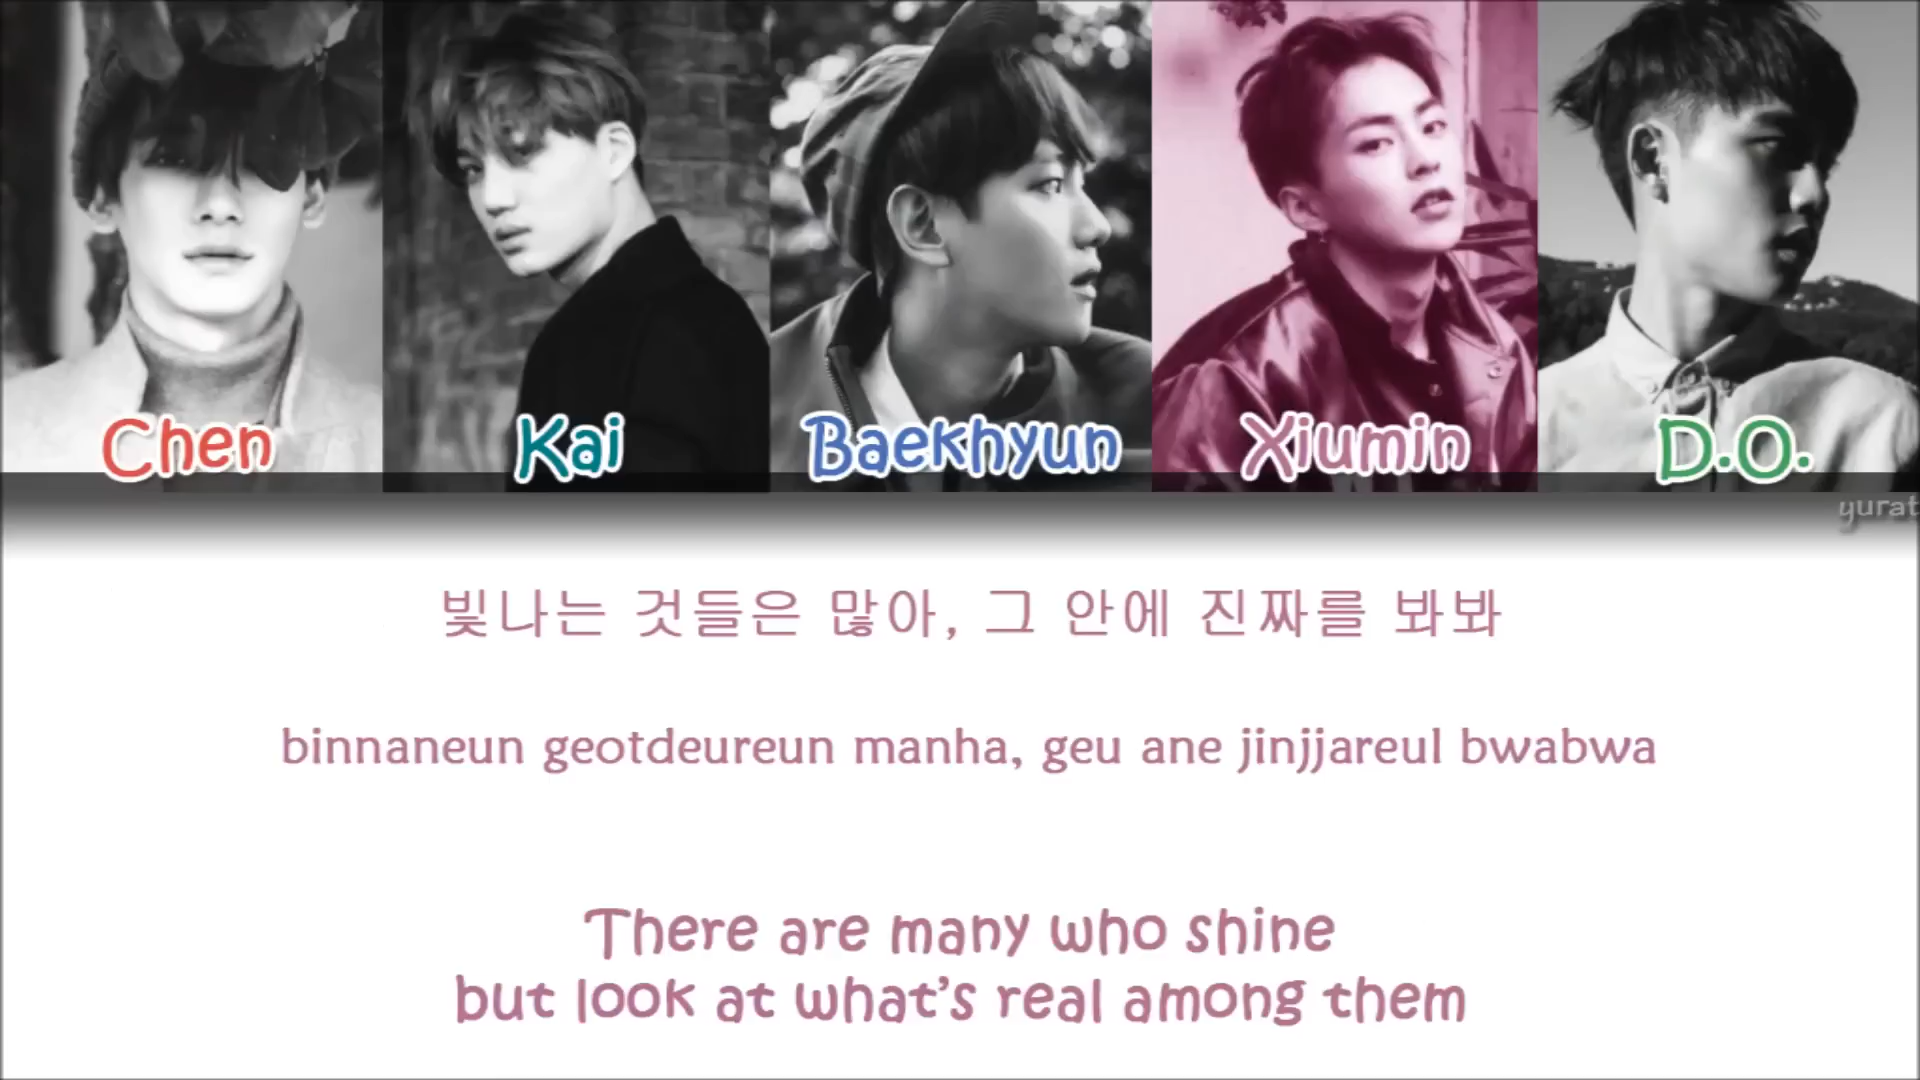 Chen Kai Baekhyun Xiumin D.O.
yurat
빛나는 것들은 많아, 그 안에 진짜를 봐봐
binnaneun geotdeureun manha, geu ane jinjjareul bwabwa
There are many who shine
but look at what's real among them